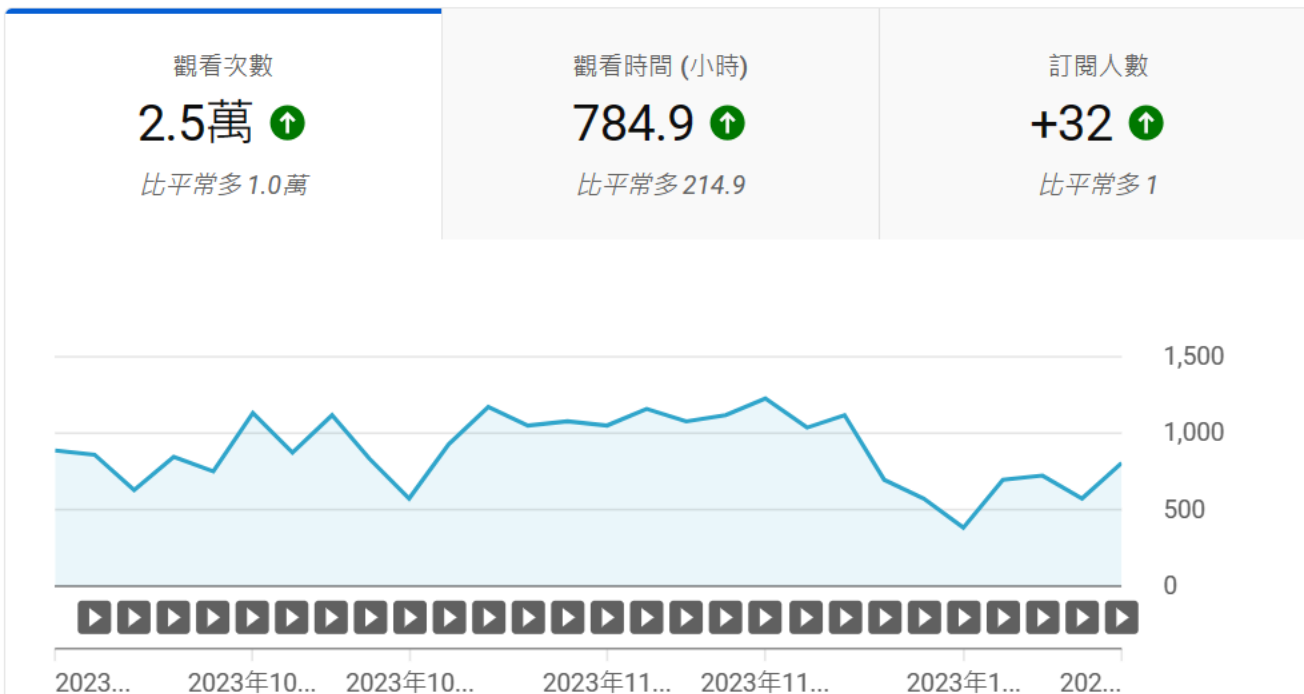 觀看次數
2.5萬
比平常多 1.0萬
觀看時間 (小時)
784.9
比平常多 214.9
訂閱人數
+32
比平常多 1
1,500
1,000
500
0
2023...
2023年10...
2023年10...
2023年11...
2023年11...
2023年1...
202...